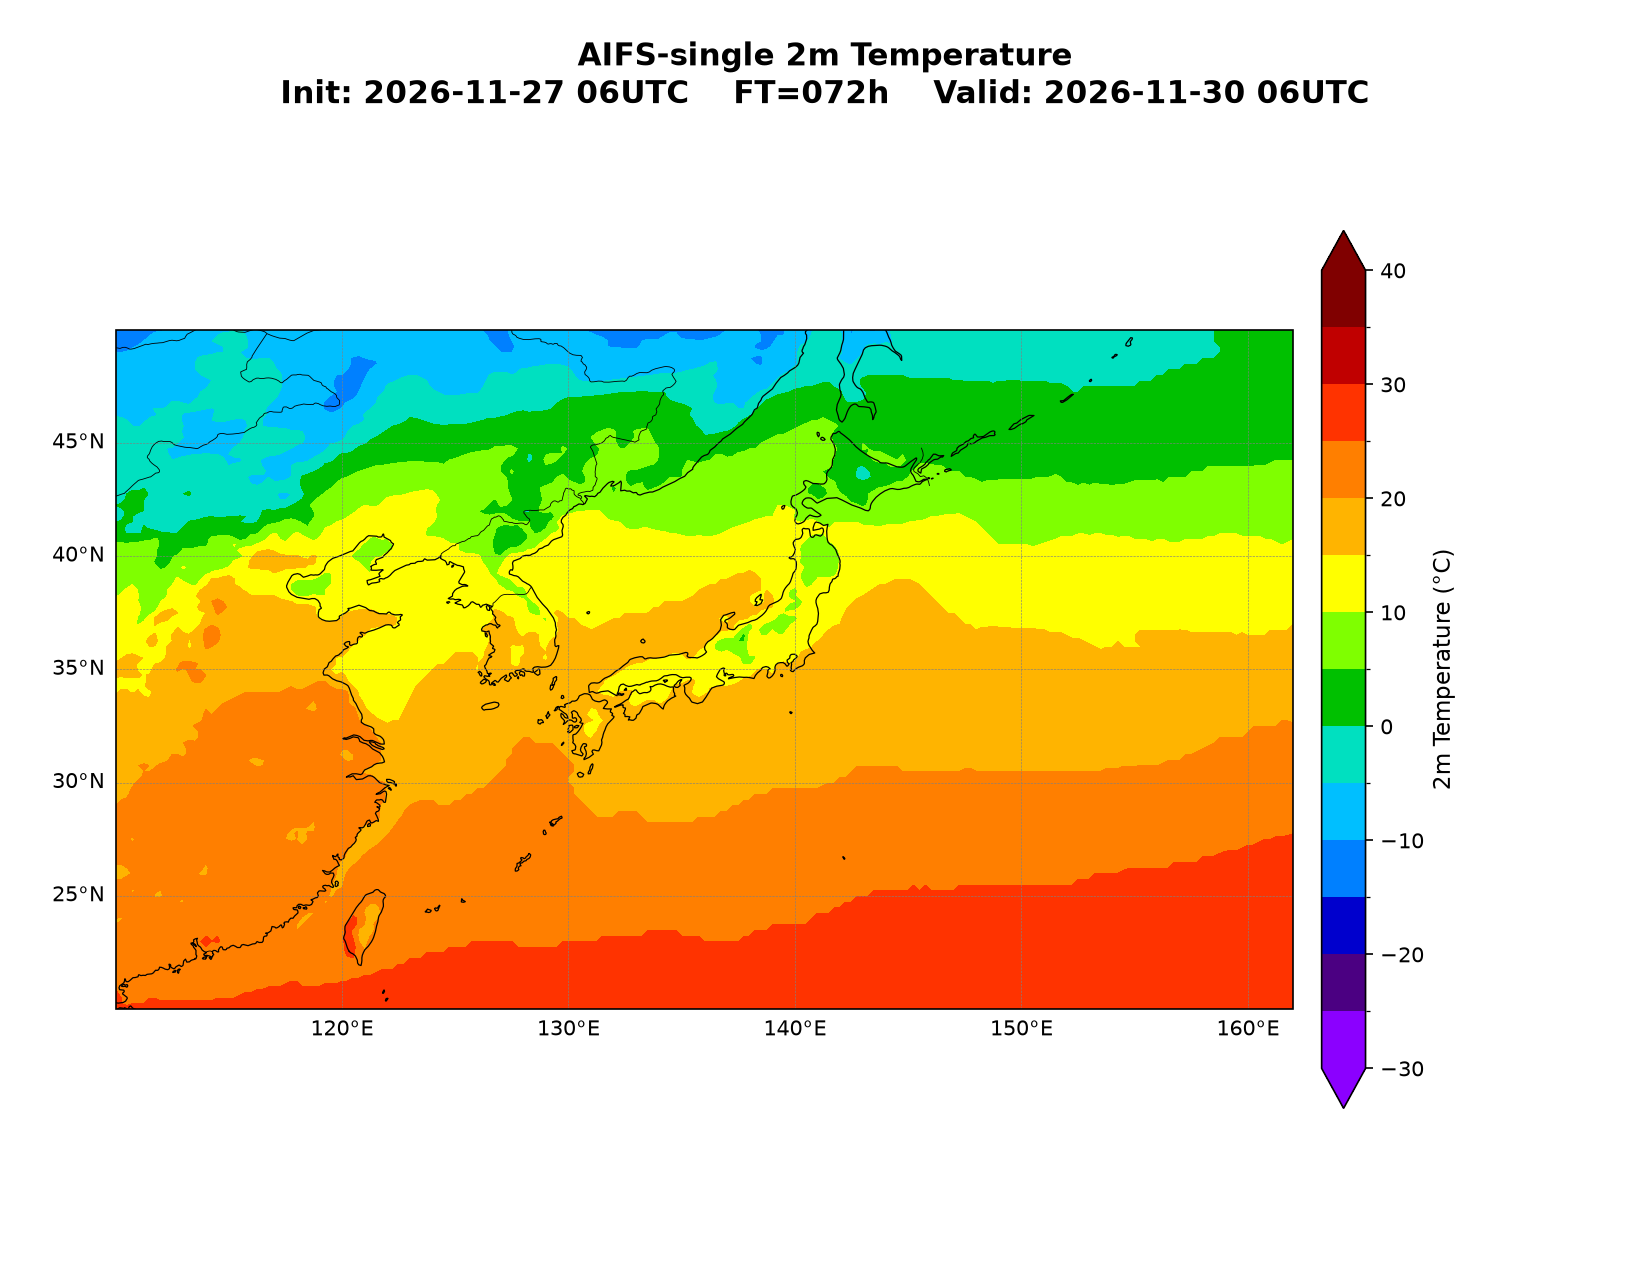 AIFS-single 2m Temperature
Init: 2026-11-27 06UTC    FT=072h    Valid: 2026-11-30 06UTC
45°N
40°N
35°N
30°N
25°N
120°E
130°E
140°E
150°E
160°E
40
30
20
10
0
−10
−20
−30
2m Temperature (°C)